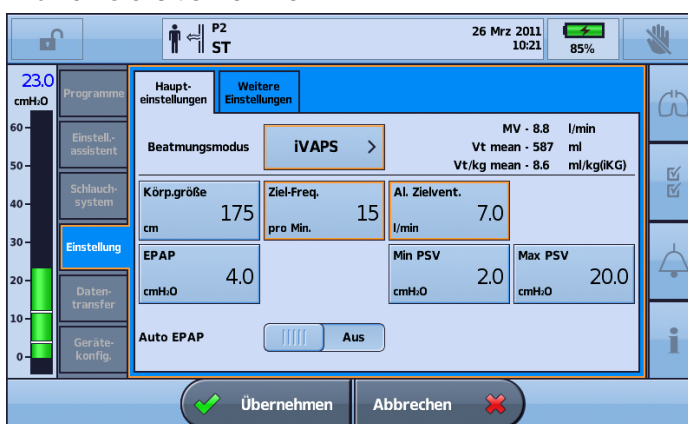 P2
ST
26 Mrz 2011
10:21
85%
23.0
cmH₂O
60
50
40
30
20
10
0
Programme
Einstell.-
assistent
Schlauch-
system
Einstellung
Daten-
transfer
Geräte-
konfig.
Haupt-
einstellungen
Weitere
Einstellungen
Beatmungsmodus
iVAPS >
MV - 8.8 l/min
Vt mean - 587 ml
Vt/kg mean - 8.6 ml/kg(iKG)
Körp.größe
175
cm
Ziel-Freq.
15
pro Min.
Al. Zielvent.
7.0
l/min
EPAP
4.0
cmH₂O
Min PSV
2.0
cmH₂O
Max PSV
20.0
cmH₂O
Auto EPAP
Aus
Übernehmen
Abbrechen